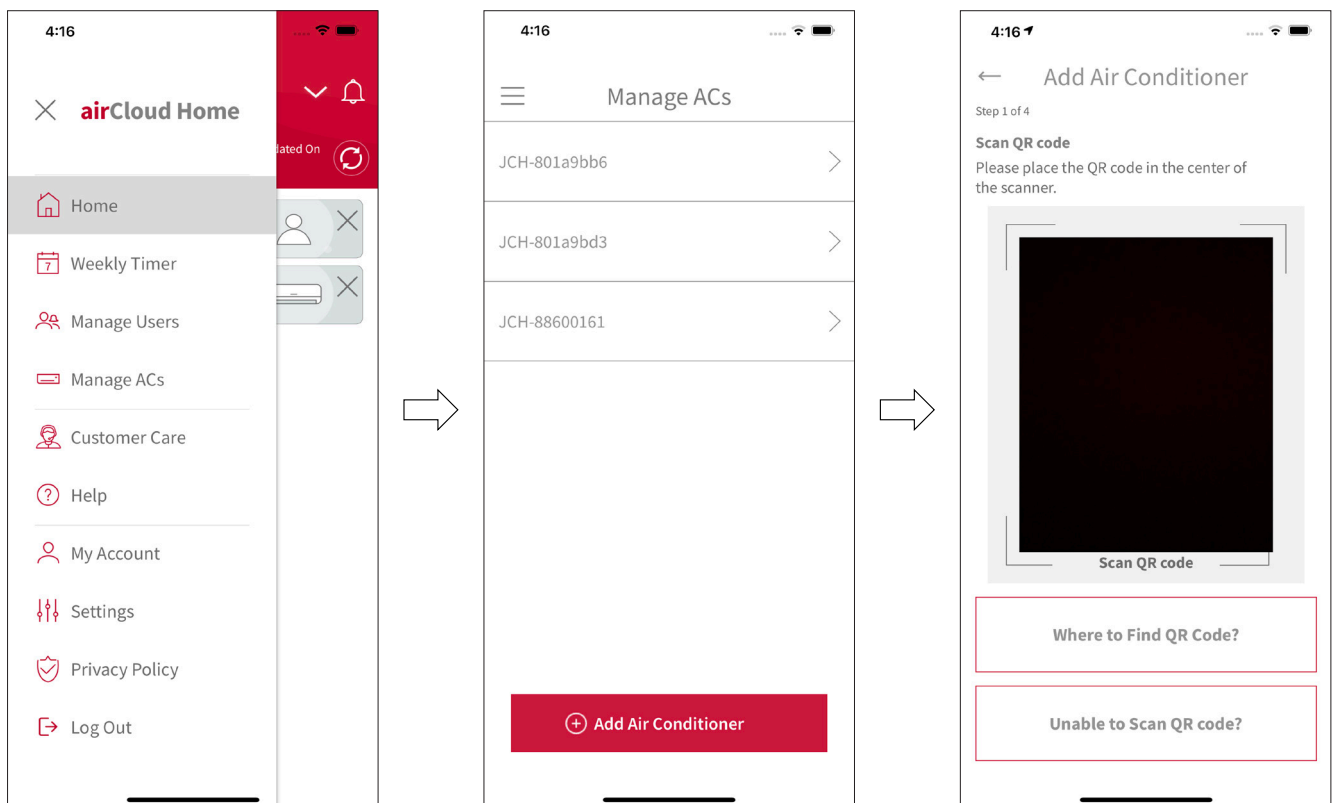 4:16
airCloud Home
dated On
Home
7
Weekly Timer
Manage Users
Manage ACs
Customer Care
? Help
My Account
Settings
Privacy Policy
Log Out
4:16
Manage ACs
JCH-801a9bb6
JCH-801a9bd3
JCH-88600161
Add Air Conditioner
4:16
Add Air Conditioner
Step 1 of 4
Scan QR code
Please place the QR code in the center of
the scanner.
Scan QR code
Where to Find QR Code?
Unable to Scan QR code?